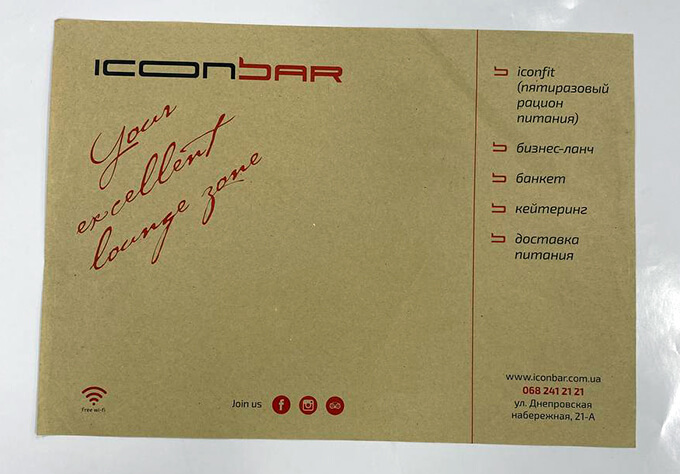 ICONBAR
Your
excellent
lounge zone
iconfit
(пятиразовый
рацион
питания)
бизнес-ланч
банкет
кейтеринг
доставка
питания
free wi-fi
Join us
www.iconbar.com.ua
068 241 21 21
ул. Днепровская
набережная, 21-А